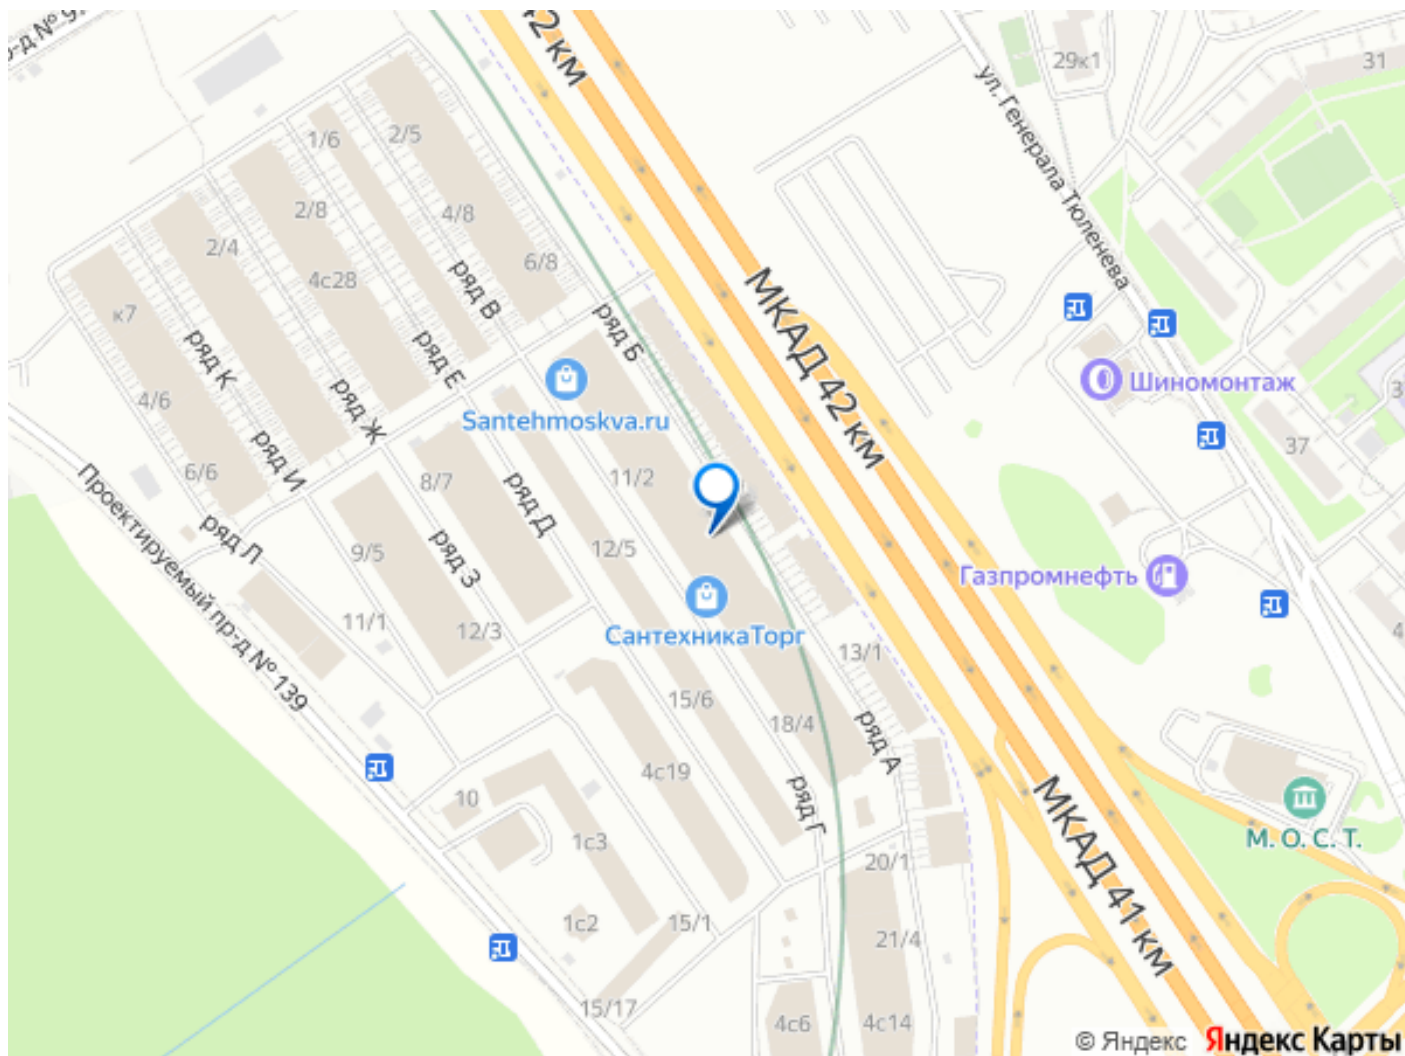 42 км
29к1
31
ул. Генерала Тюленева
1/6
2/5
2/8
4/8
2/4
6/8
4с28
ряд В
к7
ряд Б
МКАД 42 км
ряд К
ряд Е
Шиномонтаж
4/6
ряд Ж
Santehmoskva.ru
37
ряд И
6/6
8/7
11/2
ряд Д
Проектируемый пр-д № 139
ряд Л
9/5
ряд З
12/5
Газпромнефть
11/1
12/3
СантехникаТорг
13/1
15/6
18/4
ряд А
4с19
10
ряд Г
МКАД 41 км
М. О. С. Т.
1с3
20/1
1с2
15/1
21/4
15/17
4с6
4с14
© Яндекс Яндекс Карты